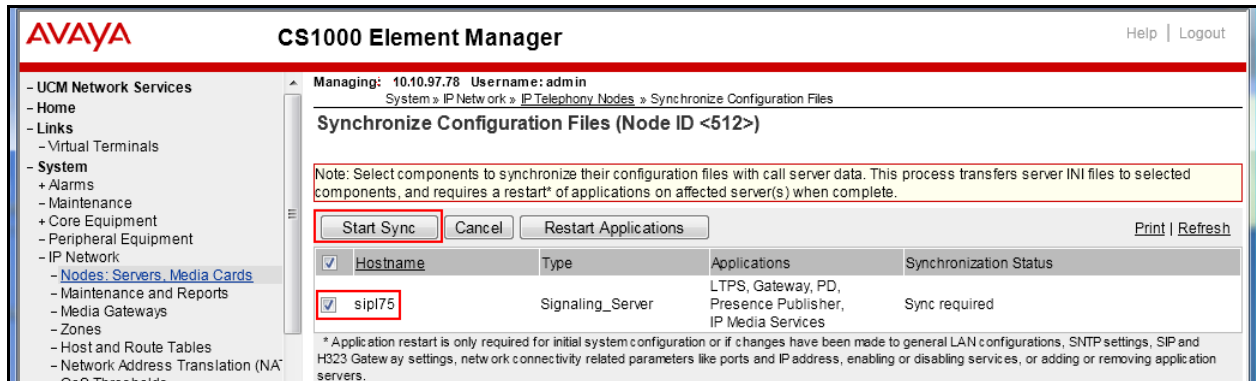 AVAYA
CS1000 Element Manager
Help | Logout
- UCM Network Services
- Home
- Links
- Virtual Terminals
- System
+ Alarms
- Maintenance
+ Core Equipment
- Peripheral Equipment
- IP Network
- Nodes: Servers, Media Cards
- Maintenance and Reports
- Media Gateways
- Zones
- Host and Route Tables
- Network Address Translation (NAT
- QoS Thresholds
Managing: 10.10.97.78 Username: admin
System » IP Network » IP Telephony Nodes » Synchronize Configuration Files
Synchronize Configuration Files (Node ID <512>)
Note: Select components to synchronize their configuration files with call server data. This process transfers server INI files to selected
components, and requires a restart* of applications on affected server(s) when complete.
Start Sync Cancel Restart Applications Print | Refresh
Hostname Type Applications Synchronization Status
sipl75 Signaling_Server LTPS, Gateway, PD, Sync required
Presence Publisher,
IP Media Services
* Application restart is only required for initial system configuration or if changes have been made to general LAN configurations, SNTP settings, SIP and
H323 Gateway settings, network connectivity related parameters like ports and IP address, enabling or disabling services, or adding or removing application
servers.